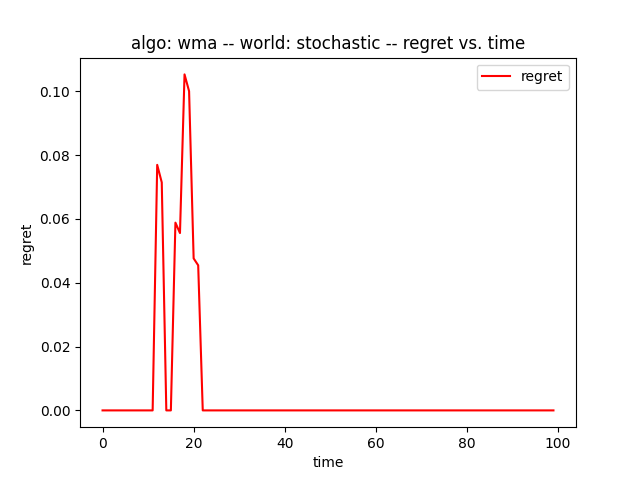 algo: wma -- world: stochastic -- regret vs. time
regret
0.10
0.08
0.06
0.04
0.02
0.00
regret
0 20 40 60 80 100
time